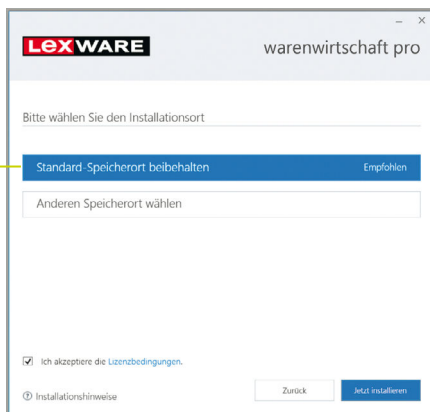 LEXWARE
warenwirtschaft pro
Bitte wählen Sie den Installationsort
Standard-Speicherort beibehalten Empfohlen
Anderen Speicherort wählen
Ich akzeptiere die Lizenzbedingungen.
Installationshinweise Zurück Jetzt installieren